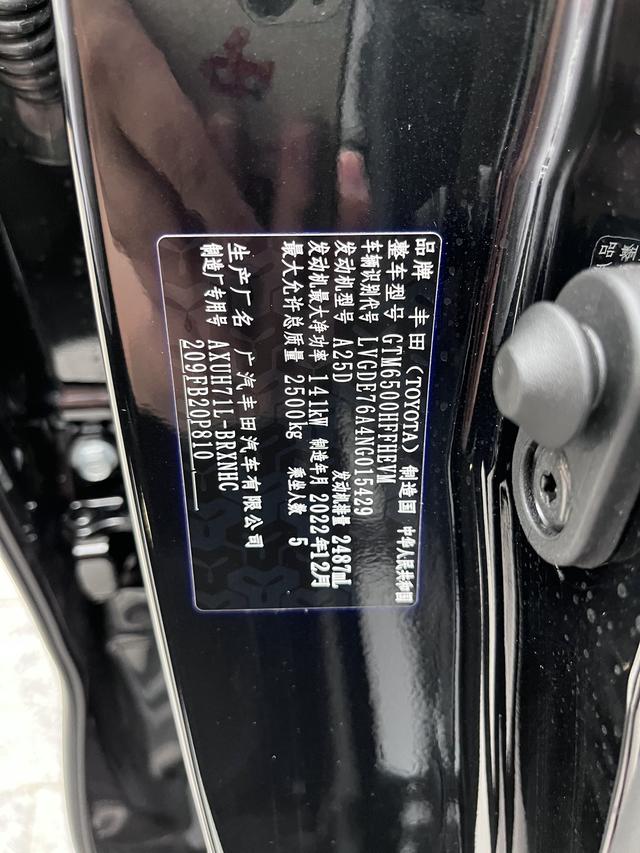 品牌 丰田（TOYOTA） 制造国 中华人民共和国
整车型号 GTM6500HFFHEVM
车辆识别代号 LVGDE76A4NG015429
发动机型号 A25D 发动机排量 2487mL
发动机最大净功率 141kW 制造年月 2022年12月
最大允许总质量 2500kg 乘坐人数 5
生产厂名 广汽丰田汽车有限公司
制造厂专用号 AXUH71L-BRXNHC
209FB20P810